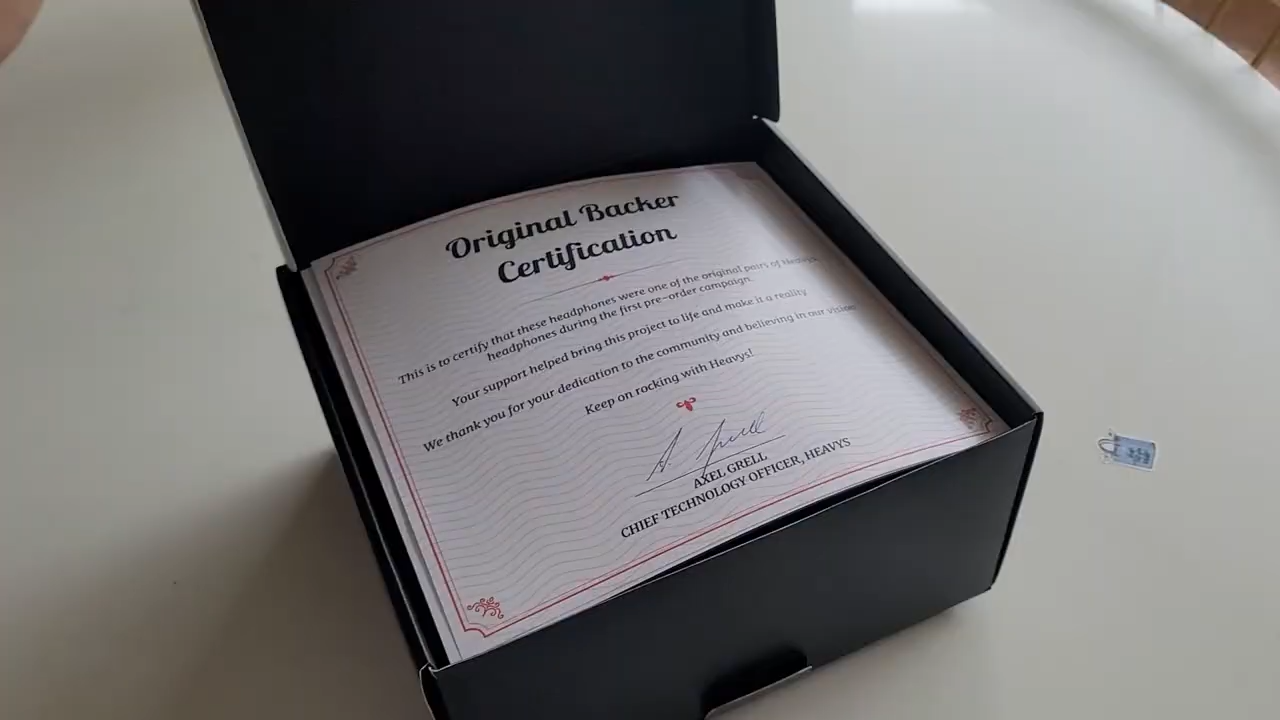 Original Backer
Certification
This is to certify that these headphones were one of the original pairs of Heavys
headphones during the first pre-order campaign.
Your support helped bring this project to life and make it a reality
We thank you for your dedication to the community and believing in our vision
Keep on rocking with Heavys!
AXEL GRELL
CHIEF TECHNOLOGY OFFICER, HEAVYS